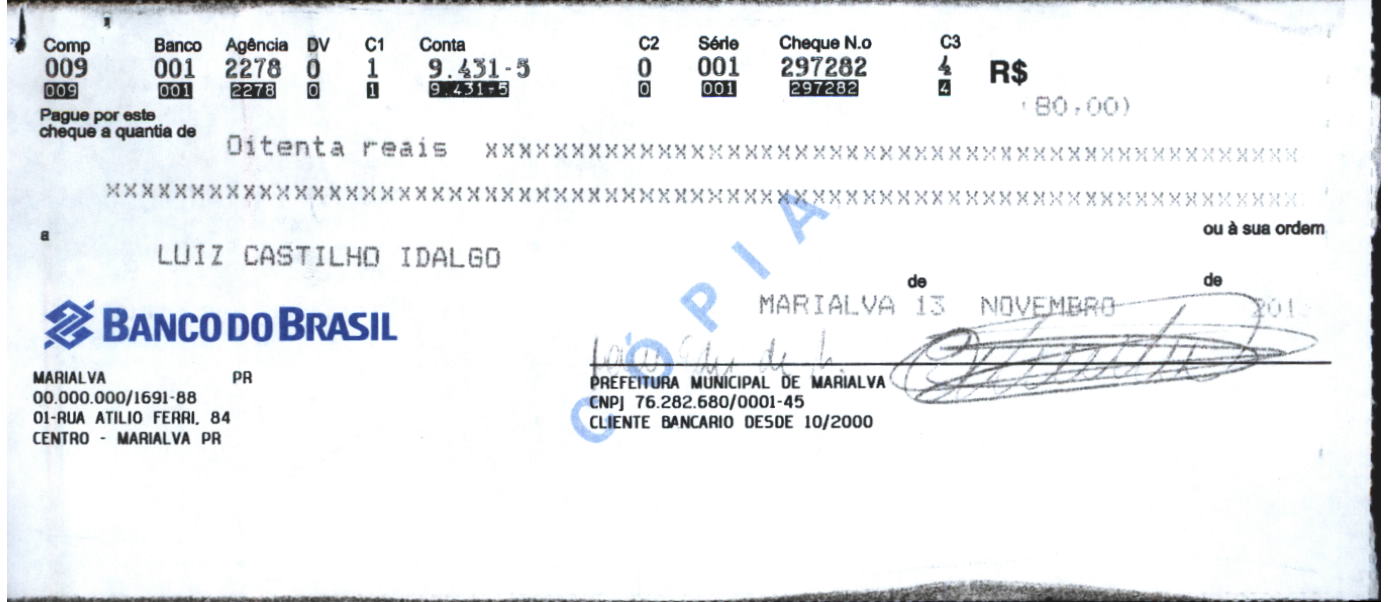 Comp Banco Agência DV C1 Conta C2 Série Cheque N.o C3
009 001 2278 0 1 9.431-5 0 001 297282 4 R$
009 001 2278 0 1 9.431-5 0 001 297282 4
(80,00)
Pague por este
cheque a quantia de
Oitenta reais xxxxxxxxxxxxxxxxxxxxxxxxxxxxxxxxxxxxxxxxxxxxxxxxxxxxxxxxx
xxxxxxxxxxxxxxxxxxxxxxxxxxxxxxxxxxxxxxxxxxxxxxxxxxxxxxxxxxxxxxxxxxxxxxxxxxxxxxxxxxxx
a ou à sua ordem
LUIZ CASTILHO IDALGO
de de
MARIALVA 13 NOVEMBRO
CÓPIA
BANCO DO BRASIL
MARIALVA PR
00.000.000/1691-88
01-RUA ATILIO FERRI, 84
CENTRO - MARIALVA PR
PREFEITURA MUNICIPAL DE MARIALVA
CNPJ 76.282.680/0001-45
CLIENTE BANCARIO DESDE 10/2000